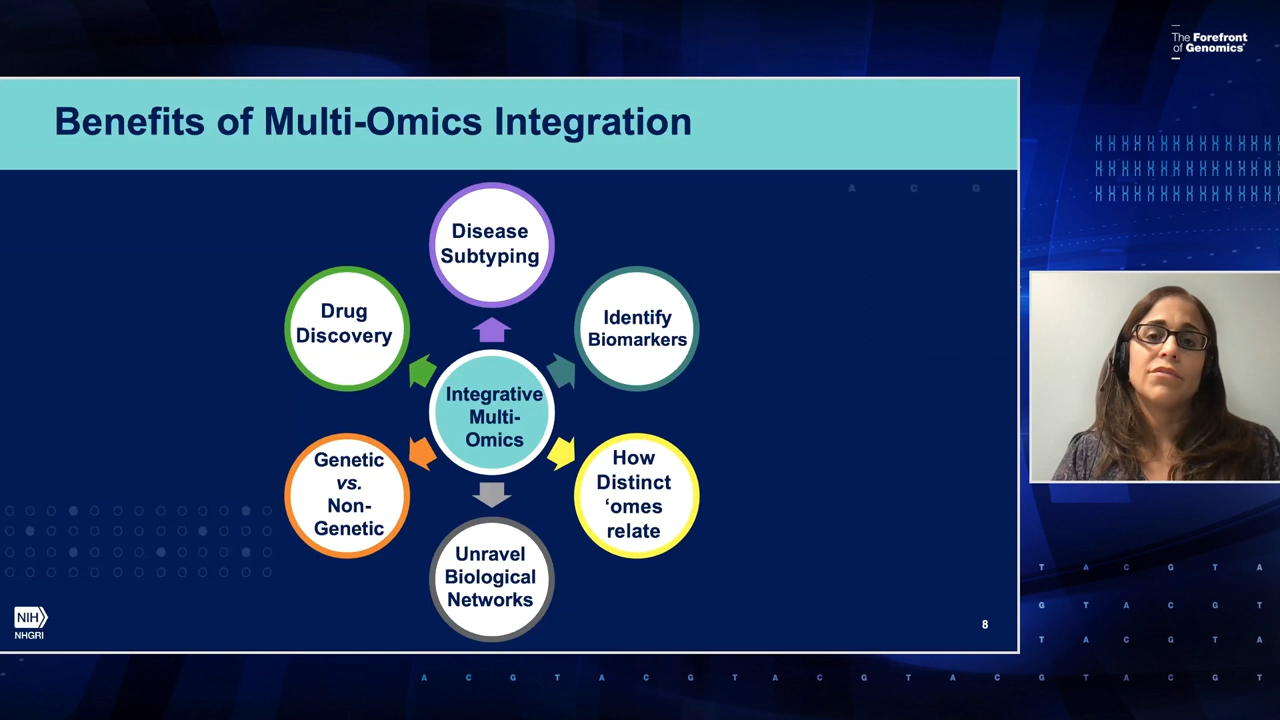 The Forefront
of Genomics®
Benefits of Multi-Omics Integration
A C G
Disease
Subtyping
Drug
Discovery
Identify
Biomarkers
Integrative
Multi-
Omics
Genetic
vs.
Non-
Genetic
How
Distinct
‘omes
relate
Unravel
Biological
Networks
NIH
NHGRI
8
T A C G T A
G T A C G T
T A C G T A
A C G T A C G T A C G T A C G T A C G T